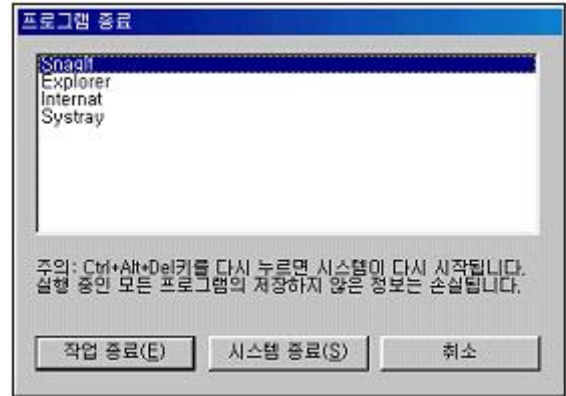 프로그램 종료
SnagIt
Explorer
Internat
Systray
주의: Ctrl+Alt+Del키를 다시 누르면 시스템이 다시 시작됩니다.
실행 중인 모든 프로그램의 저장하지 않은 정보는 손실됩니다.
작업 종료(E) 시스템 종료(S) 취소